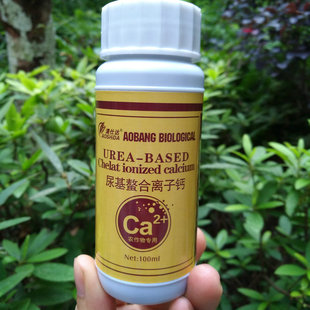 AOBANG BIOLOGICAL
UREA-BASED
Chelat ionized calcium
尿基螯合离子钙
Ca2+
农作物专用
Net:100ml